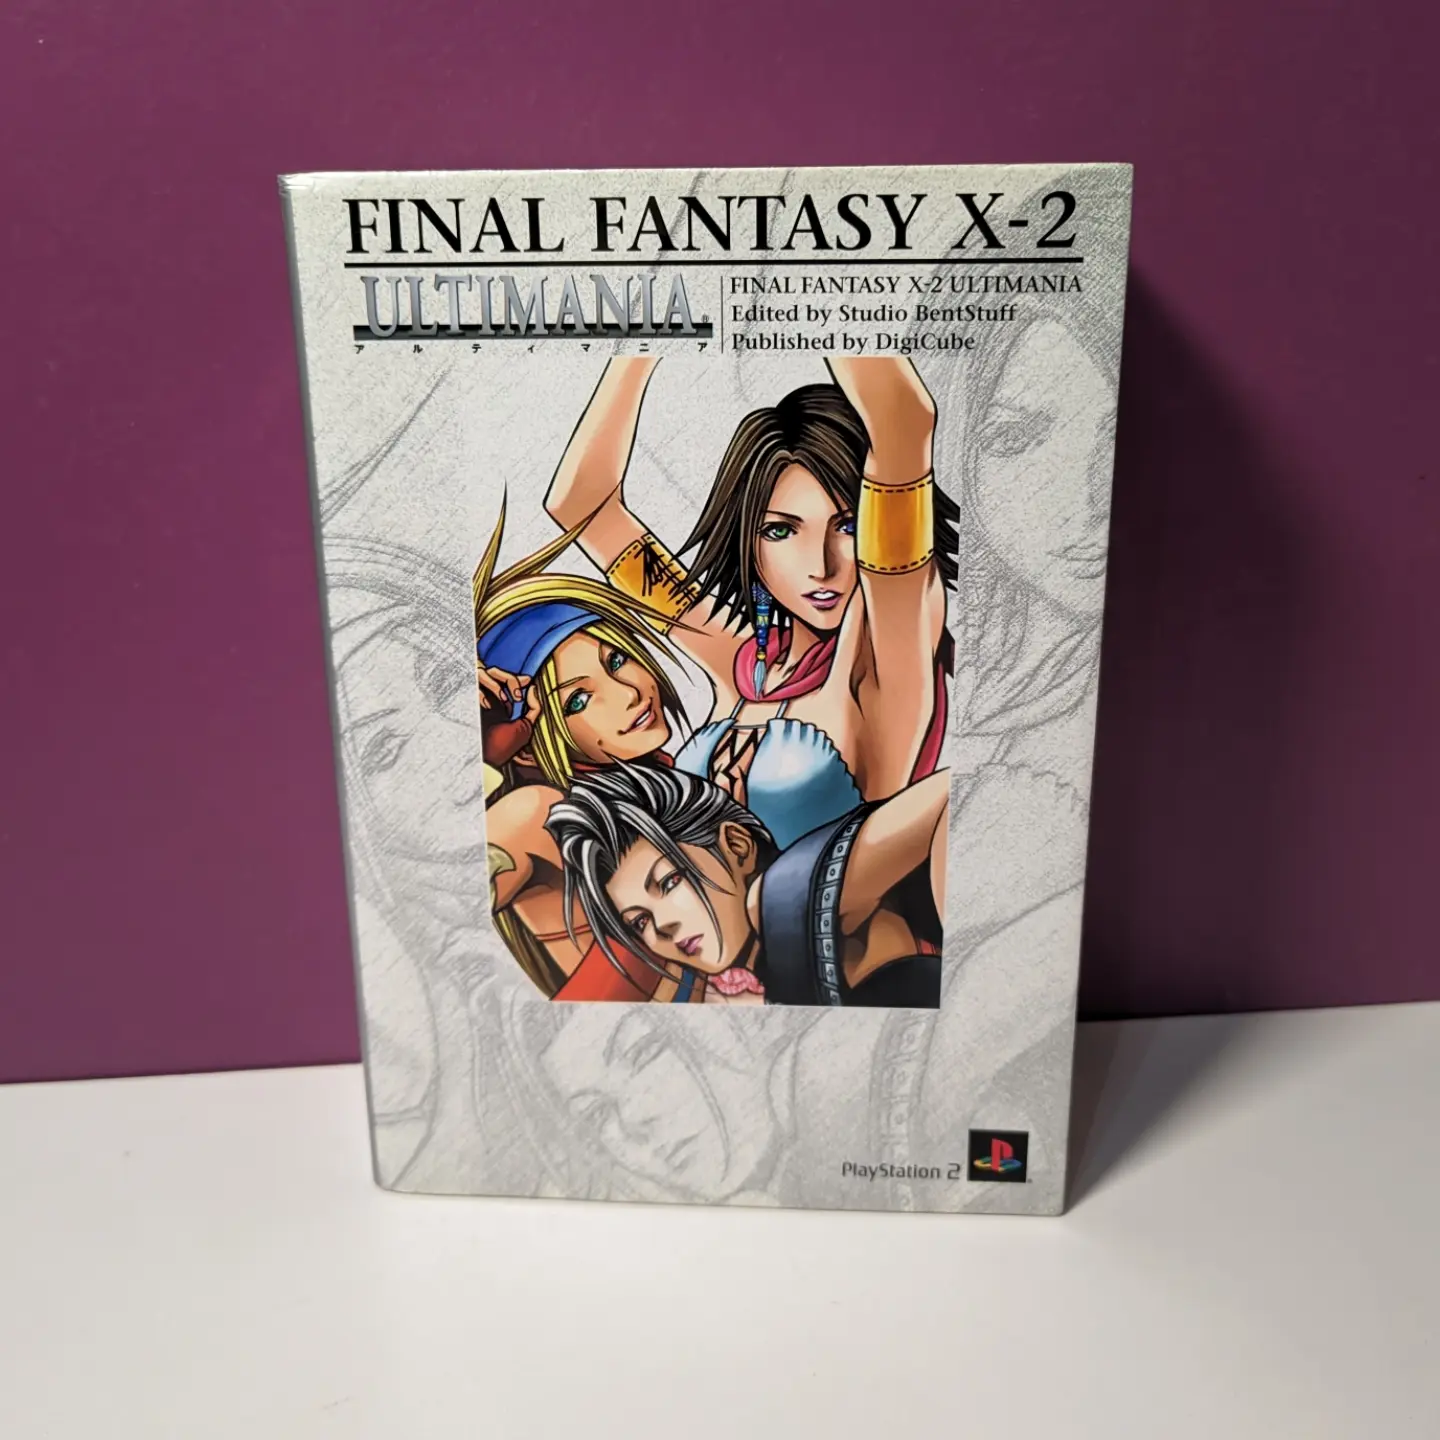 FINAL FANTASY X-2
ULTIMANIA®
アルティマニア
FINAL FANTASY X-2 ULTIMANIA
Edited by Studio BentStuff
Published by DigiCube
PlayStation 2